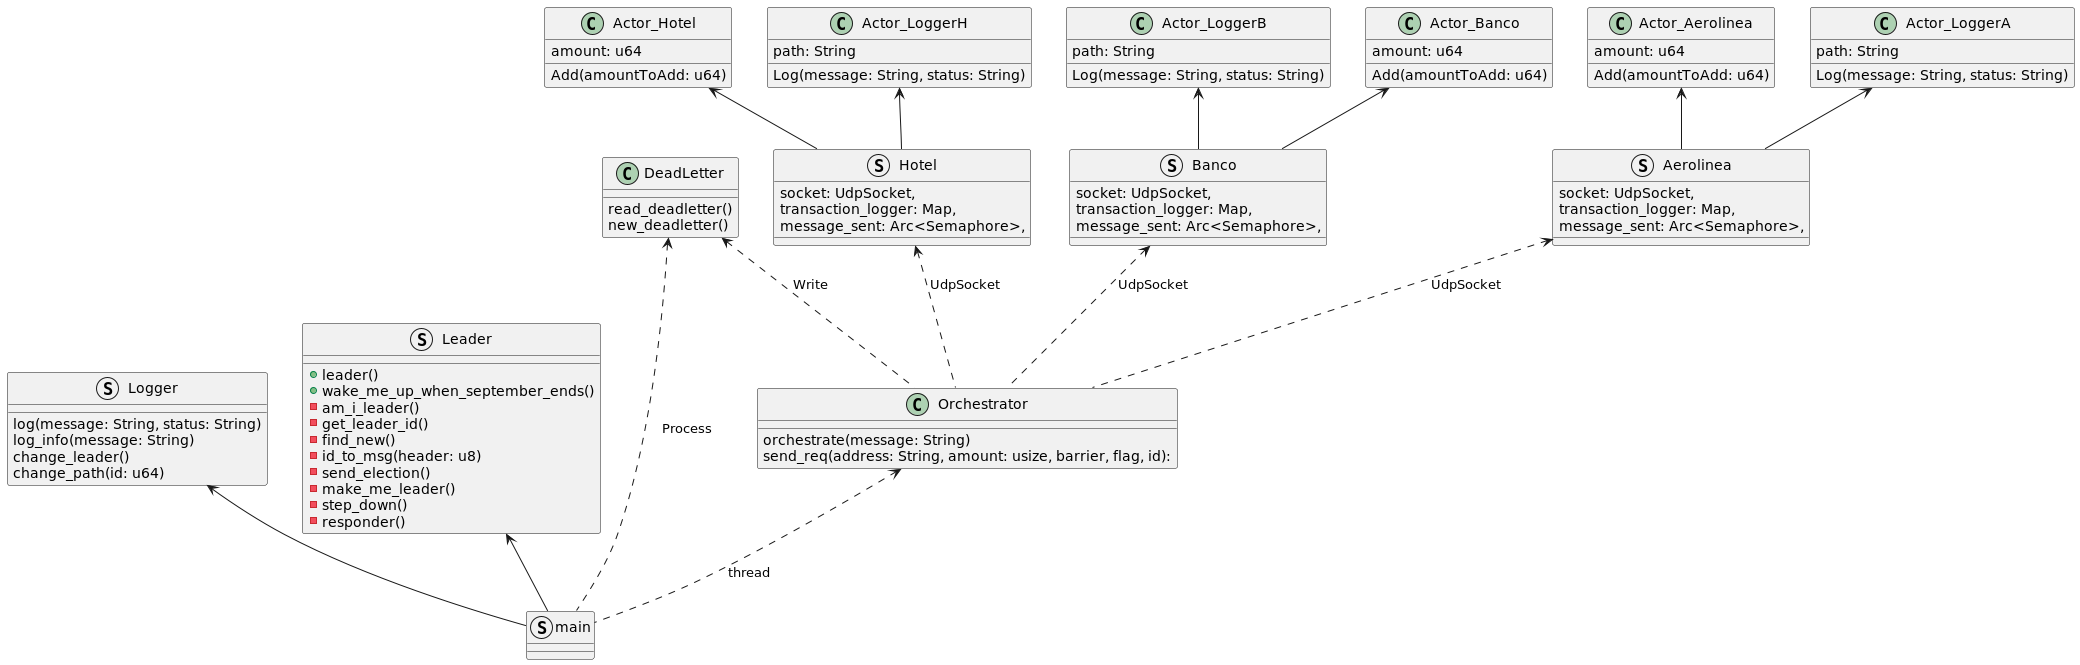 C Actor_Hotel
amount: u64
Add(amountToAdd: u64)
C Actor_LoggerH
path: String
Log(message: String, status: String)
C Actor_LoggerB
path: String
Log(message: String, status: String)
C Actor_Banco
amount: u64
Add(amountToAdd: u64)
C Actor_Aerolinea
amount: u64
Add(amountToAdd: u64)
C Actor_LoggerA
path: String
Log(message: String, status: String)
C DeadLetter
read_deadletter()
new_deadletter()
S Hotel
socket: UdpSocket,
transaction_logger: Map,
message_sent: Arc<Semaphore>,
S Banco
socket: UdpSocket,
transaction_logger: Map,
message_sent: Arc<Semaphore>,
S Aerolinea
socket: UdpSocket,
transaction_logger: Map,
message_sent: Arc<Semaphore>,
Write
UdpSocket
UdpSocket
UdpSocket
S Logger
log(message: String, status: String)
log_info(message: String)
change_leader()
change_path(id: u64)
S Leader
leader()
wake_me_up_when_september_ends()
am_i_leader()
get_leader_id()
find_new()
id_to_msg(header: u8)
send_election()
make_me_leader()
step_down()
responder()
Process
C Orchestrator
orchestrate(message: String)
send_req(address: String, amount: usize, barrier, flag, id):
thread
S main